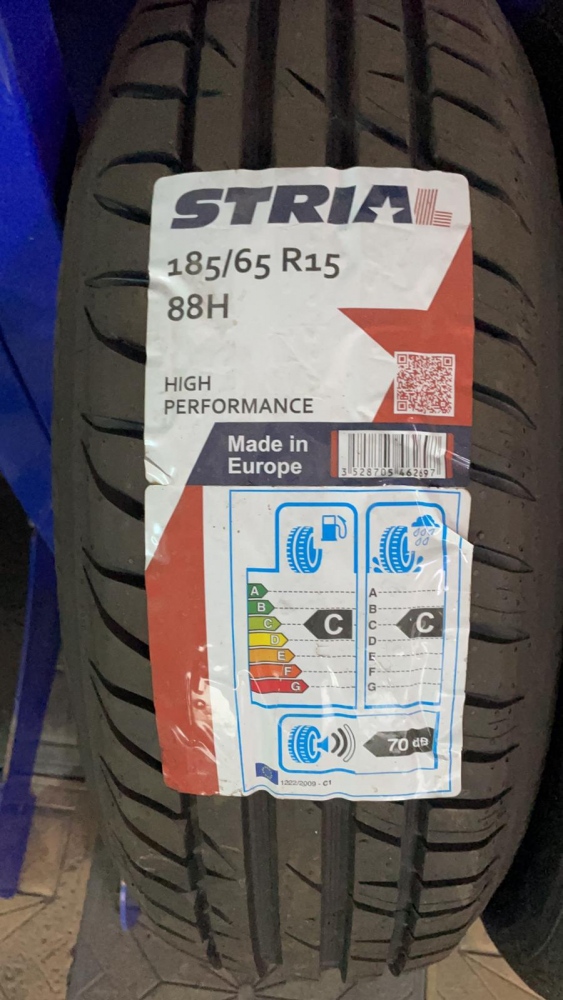 STRIAL
185/65 R15
88H
HIGH
PERFORMANCE
Made in
Europe
3 528705 462697
A
B
C
D
E
F
G
C
A
B
C
D
E
F
G
C
70 dB
1222/2009 - C1